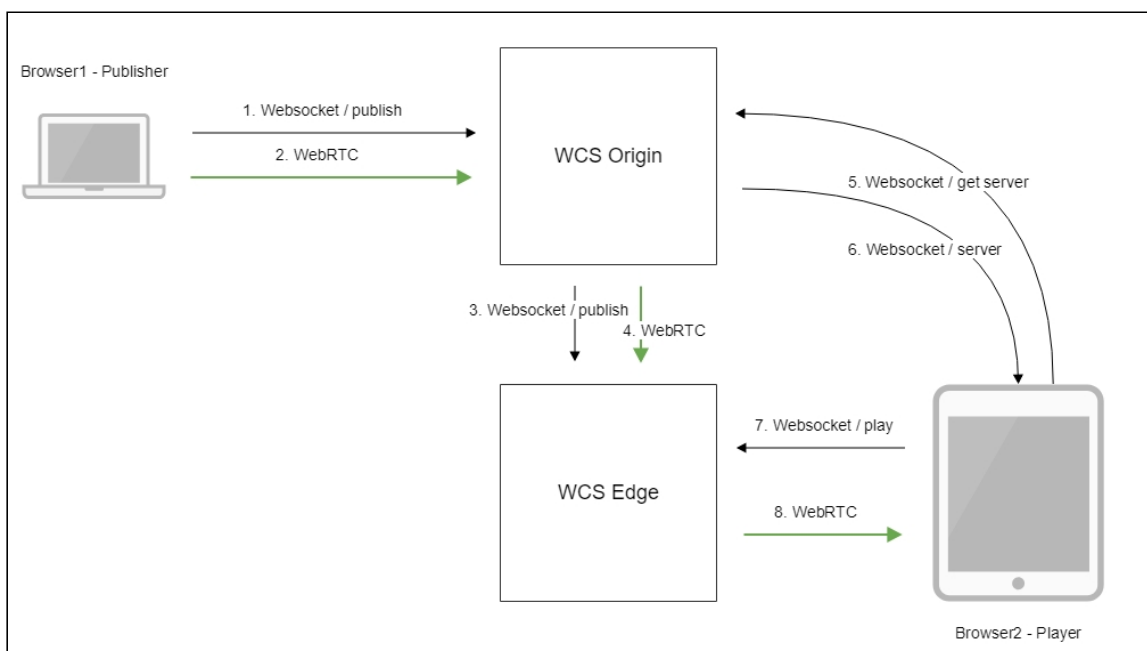 Browser1 - Publisher
1. Websocket / publish
2. WebRTC
WCS Origin
5. Websocket / get server
6. Websocket / server
3. Websocket / publish
4. WebRTC
7. Websocket / play
WCS Edge
8. WebRTC
Browser2 - Player